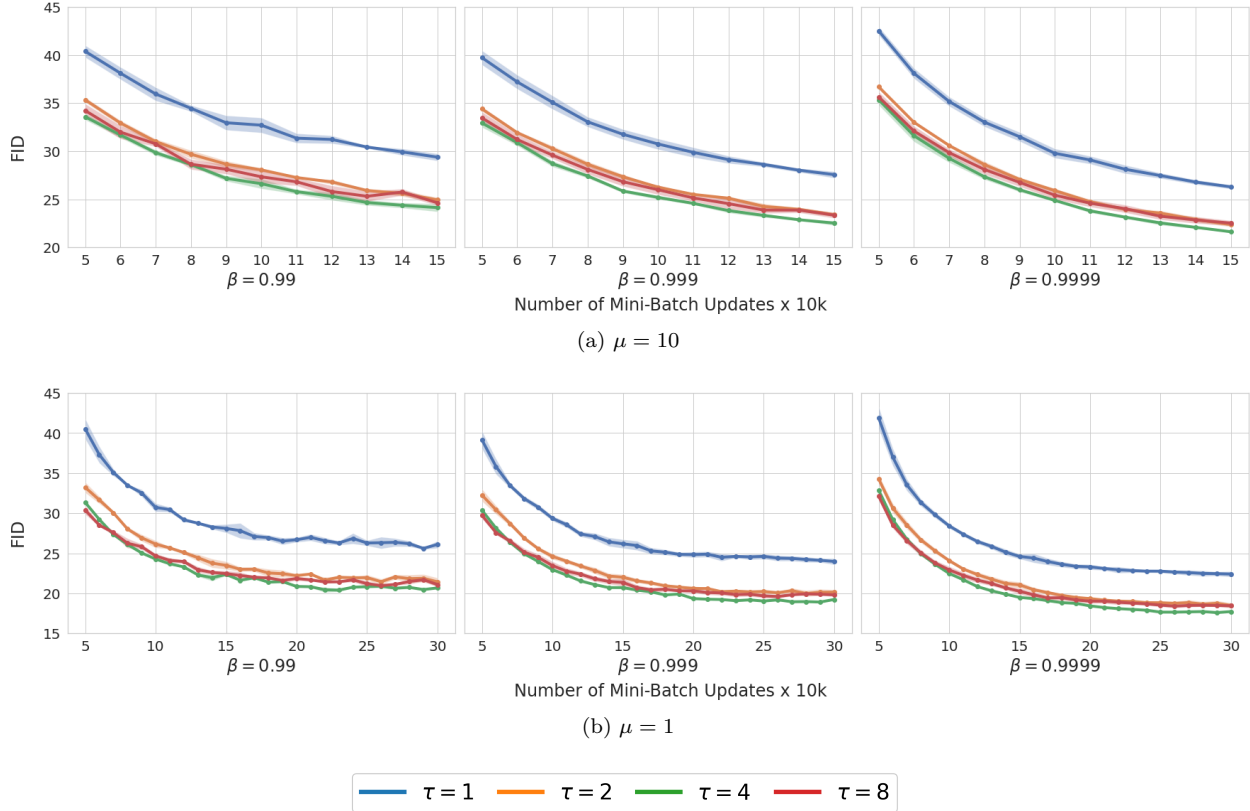 45
40
35
30
25
20
FID
5 6 7 8 9 10 11 12 13 14 15
5 6 7 8 9 10 11 12 13 14 15
5 6 7 8 9 10 11 12 13 14 15
β = 0.99
β = 0.999
β = 0.9999
Number of Mini-Batch Updates x 10k
(a) μ = 10
45
40
35
30
25
20
15
FID
5 10 15 20 25 30
5 10 15 20 25 30
5 10 15 20 25 30
β = 0.99
β = 0.999
β = 0.9999
Number of Mini-Batch Updates x 10k
(b) μ = 1
τ = 1 τ = 2 τ = 4 τ = 8